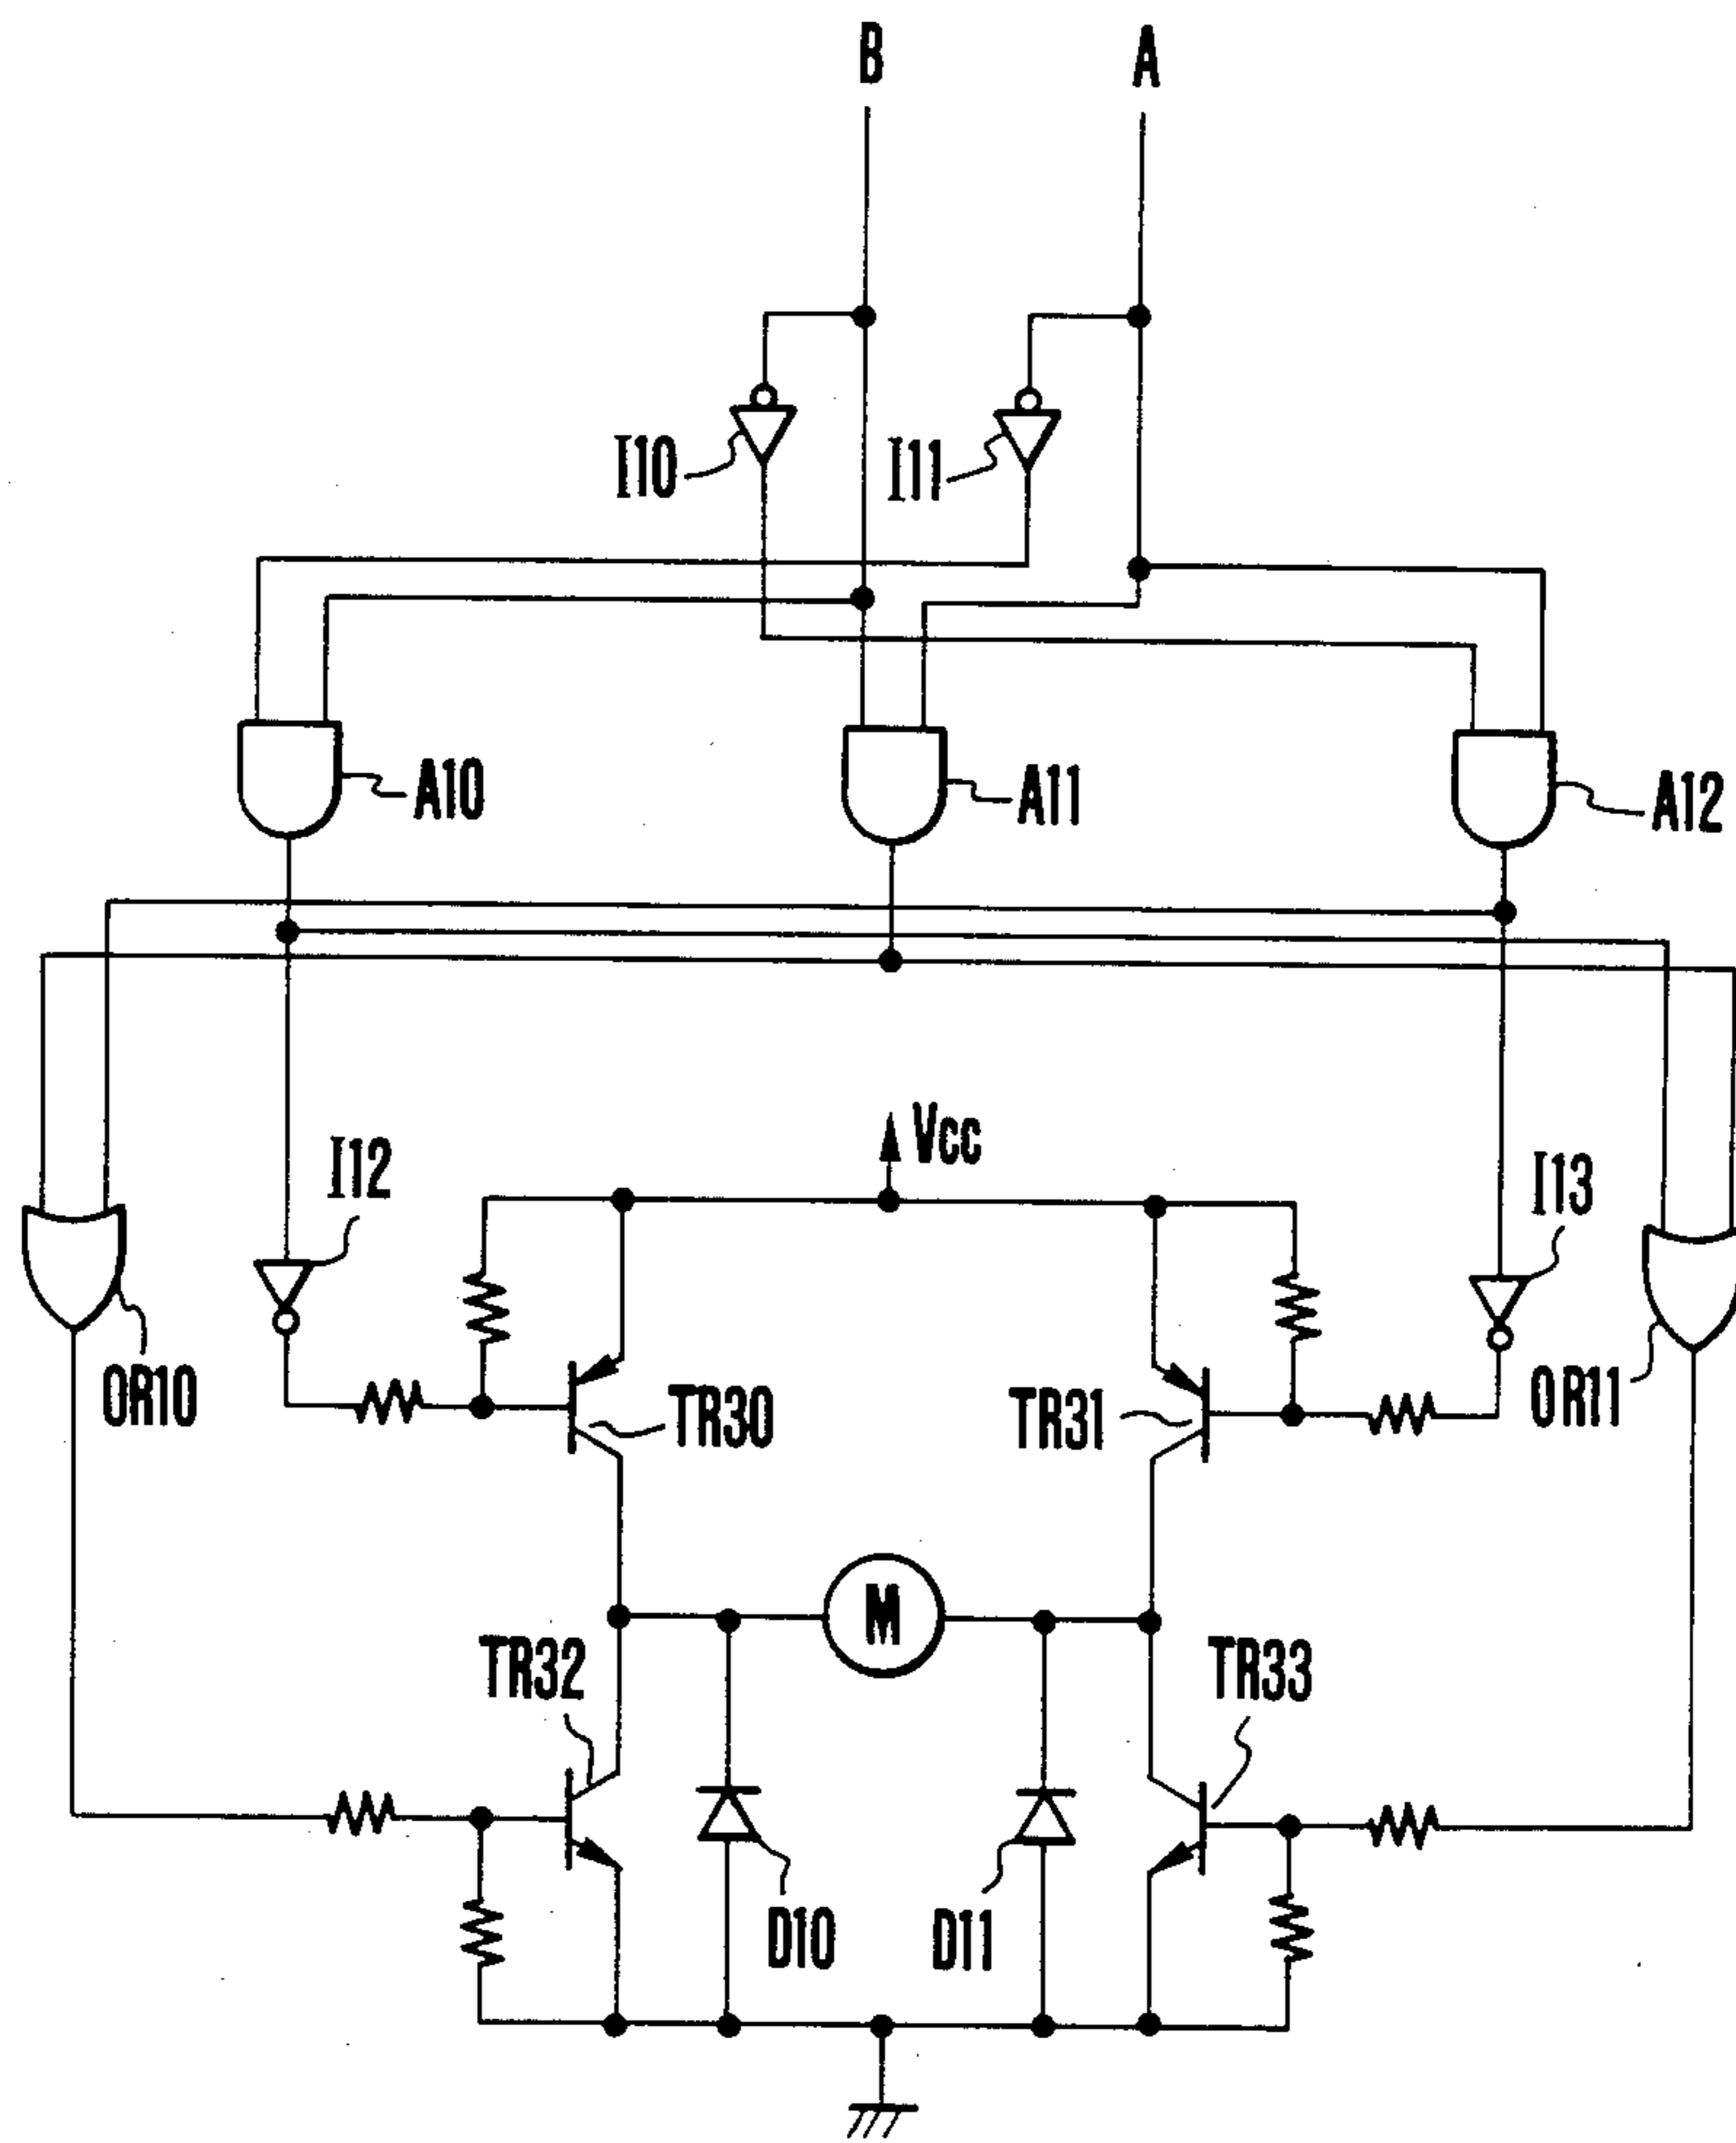 B
A
I10
I11
A10
A11
A12
Vcc
I12
I13
OR10
TR30
TR31
OR11
M
TR32
TR33
D10
D11